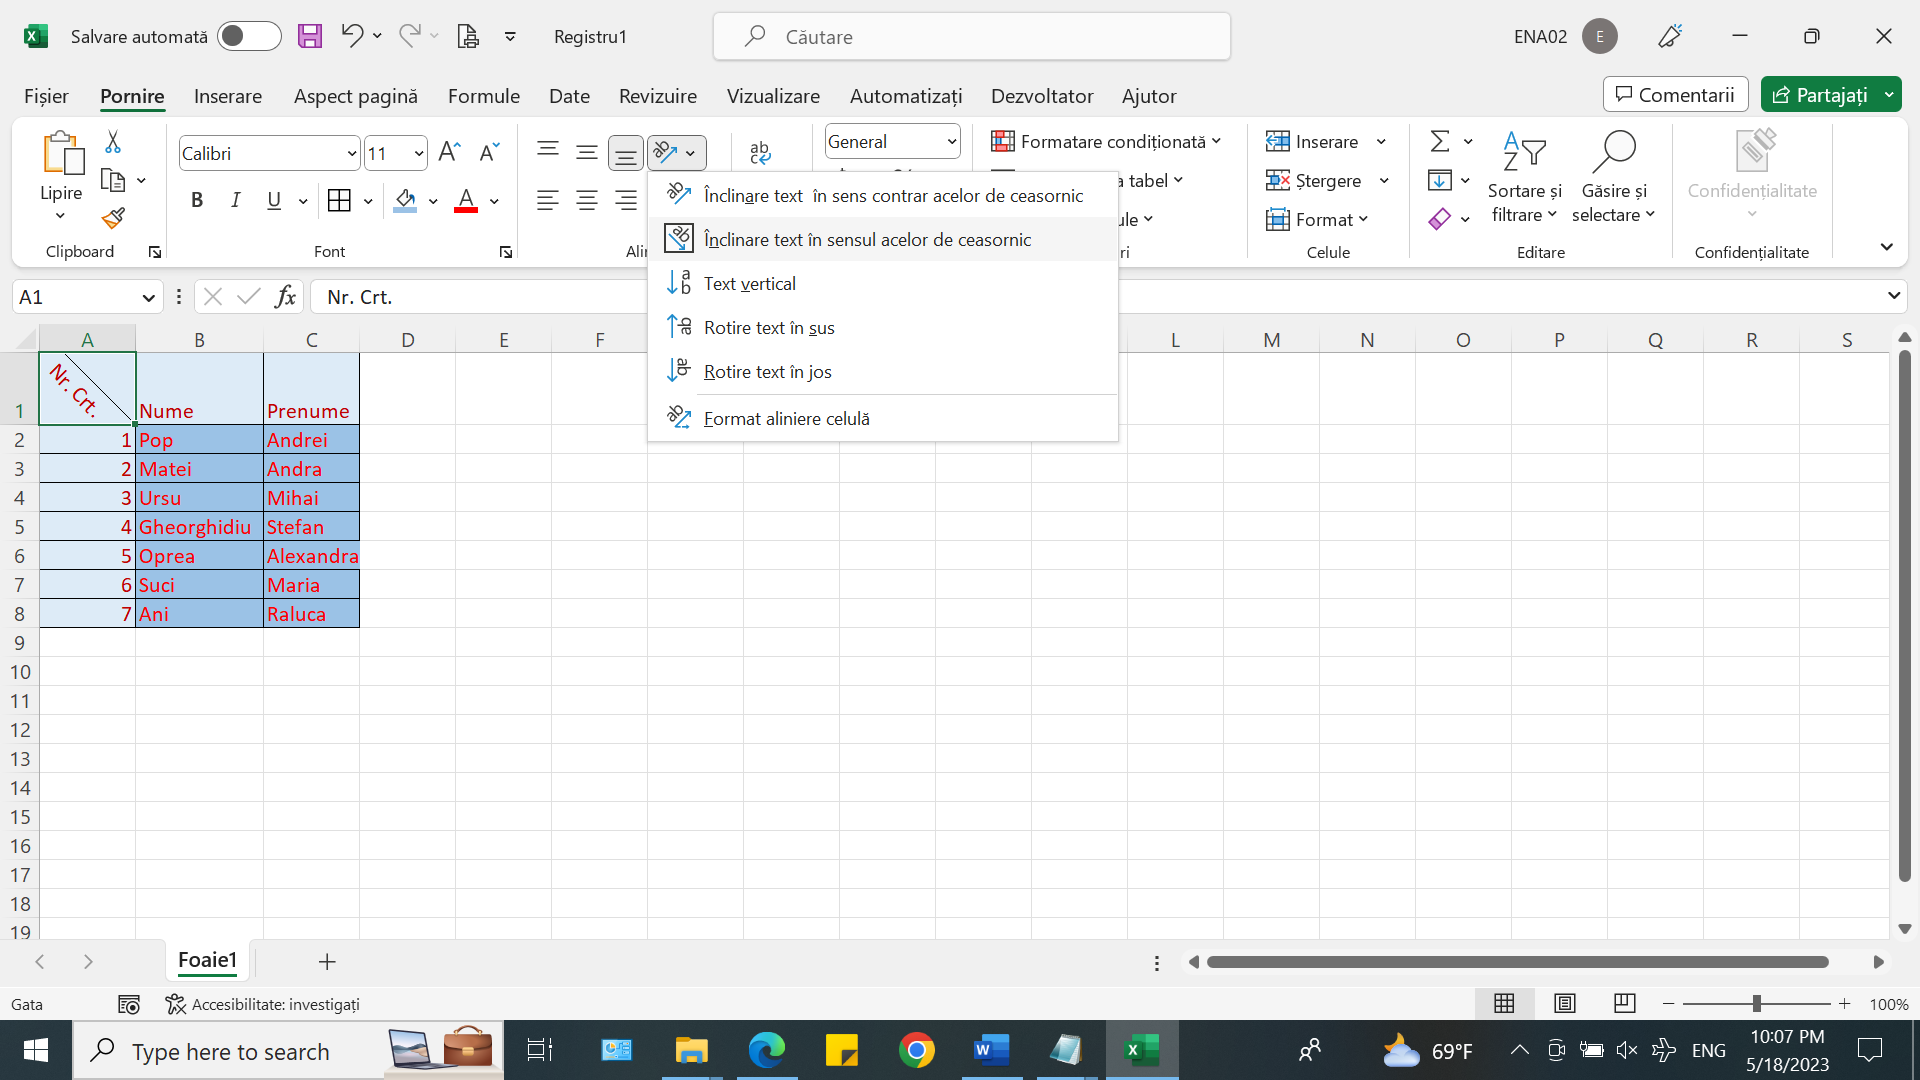 Salvare automată
Registru1
Căutare
ENA02
E
Fișier
Pornire
Inserare
Aspect pagină
Formule
Date
Revizuire
Vizualizare
Automatizați
Dezvoltator
Ajutor
Comentarii
Partajați
Lipire
Clipboard
Calibri
11
B
I
U
Font
General
Formatare condiționată
Inserare
Ștergere
Format
Celule
Sortare și
filtrare
Găsire și
selectare
Editare
Confidențialitate
Confidențialitate
Înclinare text în sens contrar acelor de ceasornic
Înclinare text în sensul acelor de ceasornic
Text vertical
Rotire text în sus
Rotire text în jos
Format aliniere celulă
A1
fx
Nr. Crt.
A B C D E F L M N O P Q R S
1 Nr. Crt. Nume Prenume
2 1 Pop Andrei
3 2 Matei Andra
4 3 Ursu Mihai
5 4 Gheorghidiu Stefan
6 5 Oprea Alexandra
7 6 Suci Maria
8 7 Ani Raluca
9
10
11
12
13
14
15
16
17
18
19
Foaie1
Gata
Accesibilitate: investigați
100%
Type here to search
69°F
ENG
10:07 PM
5/18/2023